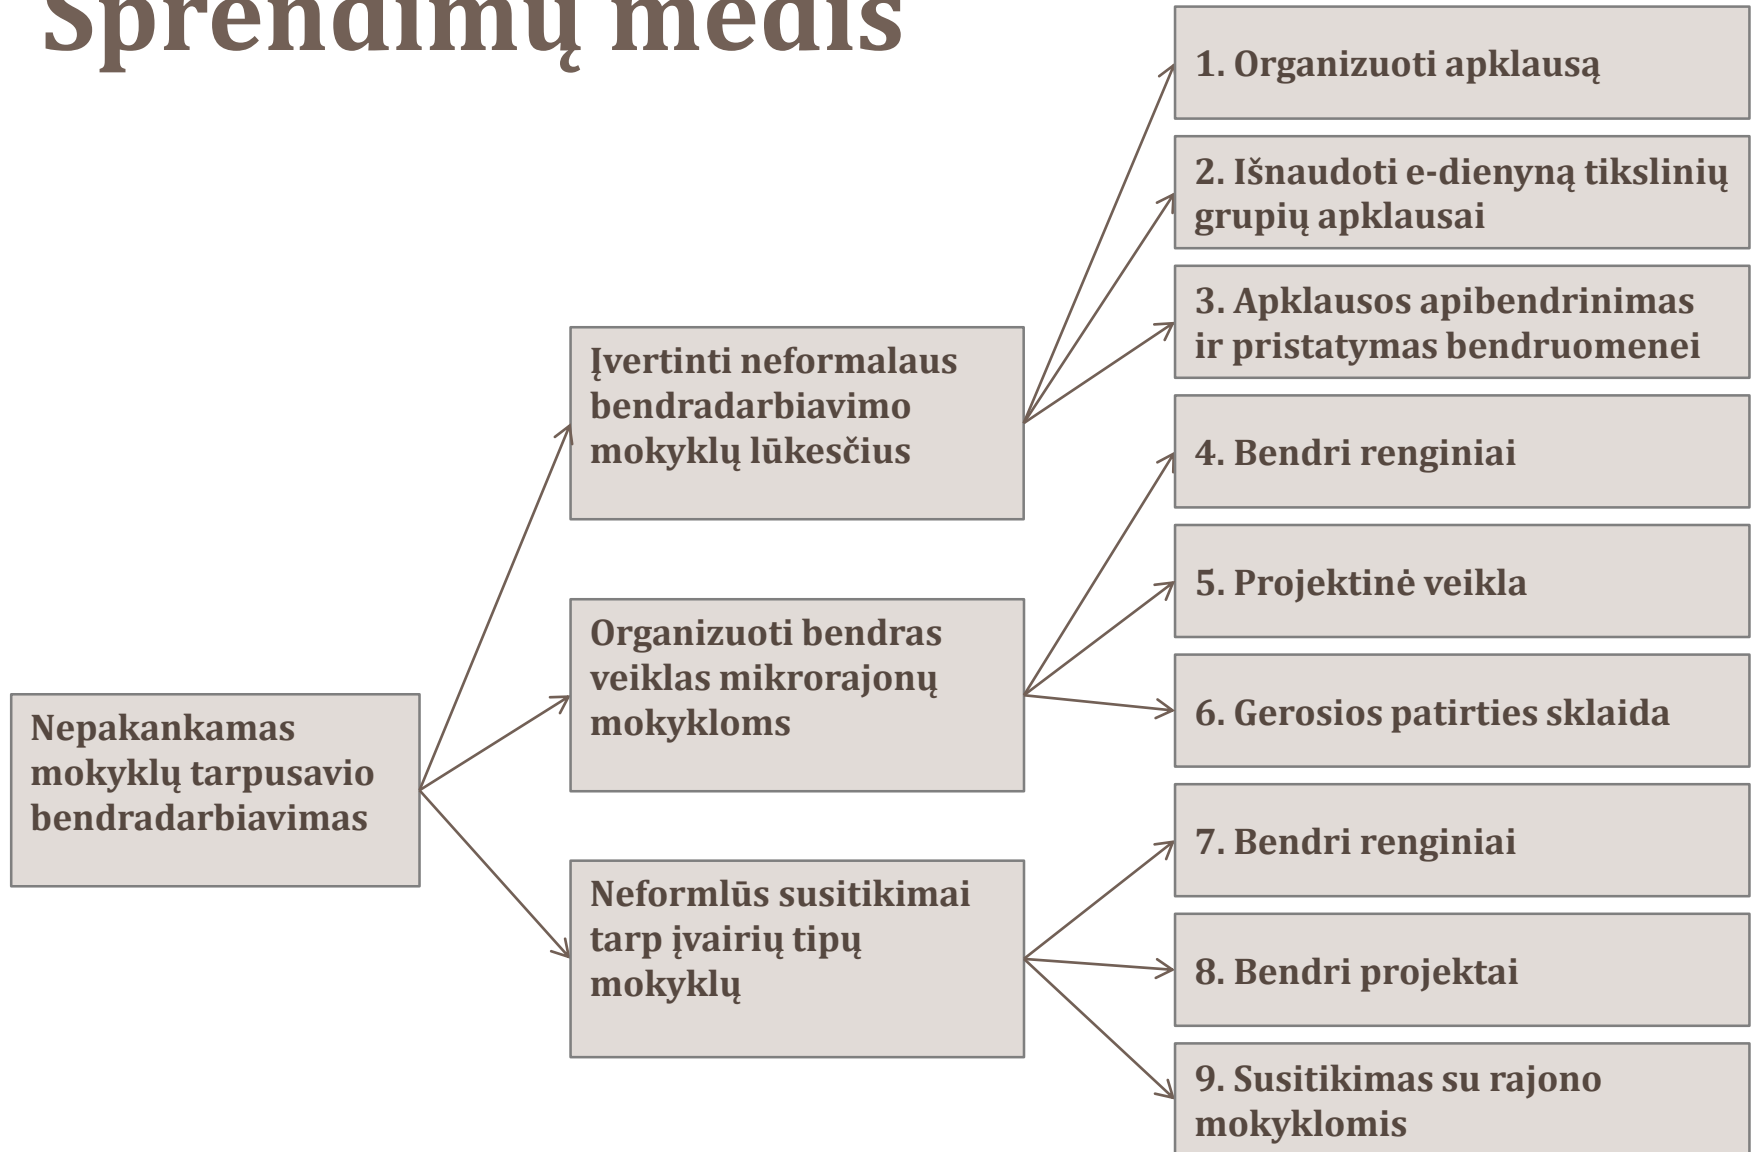 Sprendimų medis
Nepakankamas
mokyklų tarpusavio
bendradarbiavimas
Įvertinti neformalaus
bendradarbiavimo
mokyklų lūkesčius
Organizuoti bendras
veiklas mikrorajonų
mokykloms
Neformlūs susitikimai
tarp įvairių tipų
mokyklų
1. Organizuoti apklausą
2. Išnaudoti e-dienyną tikslinių
grupių apklausai
3. Apklausos apibendrinimas
ir pristatymas bendruomenei
4. Bendri renginiai
5. Projektinė veikla
6. Gerosios patirties sklaida
7. Bendri renginiai
8. Bendri projektai
9. Susitikimas su rajono
mokyklomis